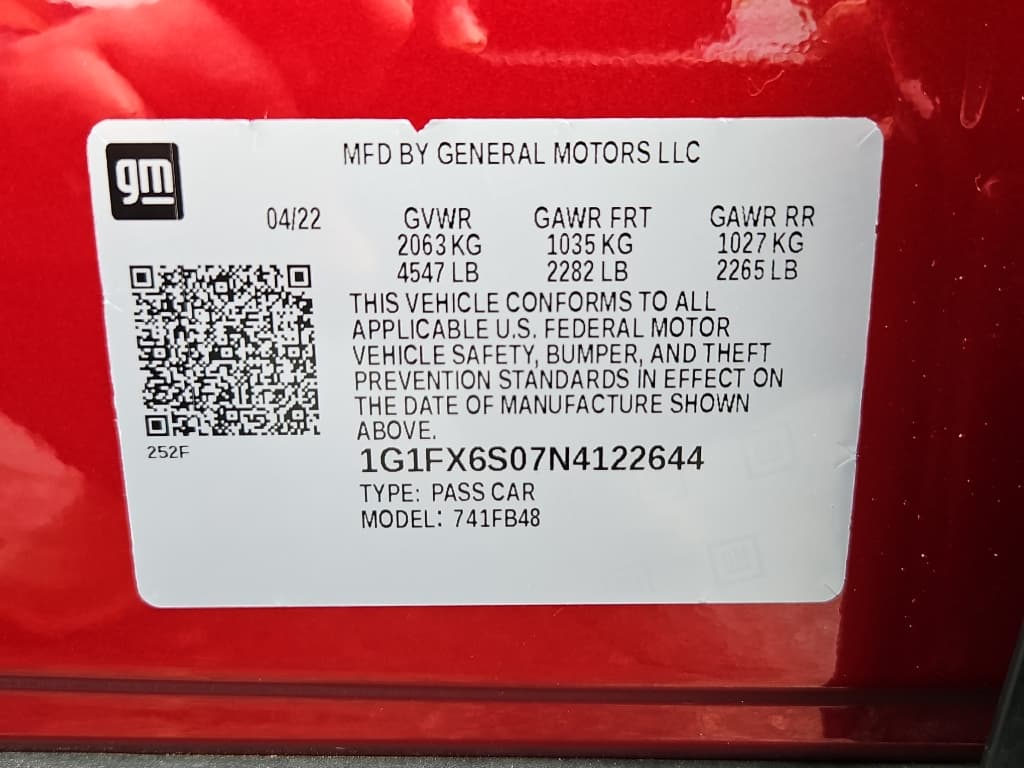 gm
MFD BY GENERAL MOTORS LLC
04/22 GVWR GAWR FRT GAWR RR
2063 KG 1035 KG 1027 KG
4547 LB 2282 LB 2265 LB
THIS VEHICLE CONFORMS TO ALL
APPLICABLE U.S. FEDERAL MOTOR
VEHICLE SAFETY, BUMPER, AND THEFT
PREVENTION STANDARDS IN EFFECT ON
THE DATE OF MANUFACTURE SHOWN
ABOVE.
252F
1G1FX6S07N4122644
TYPE: PASS CAR
MODEL: 741FB48